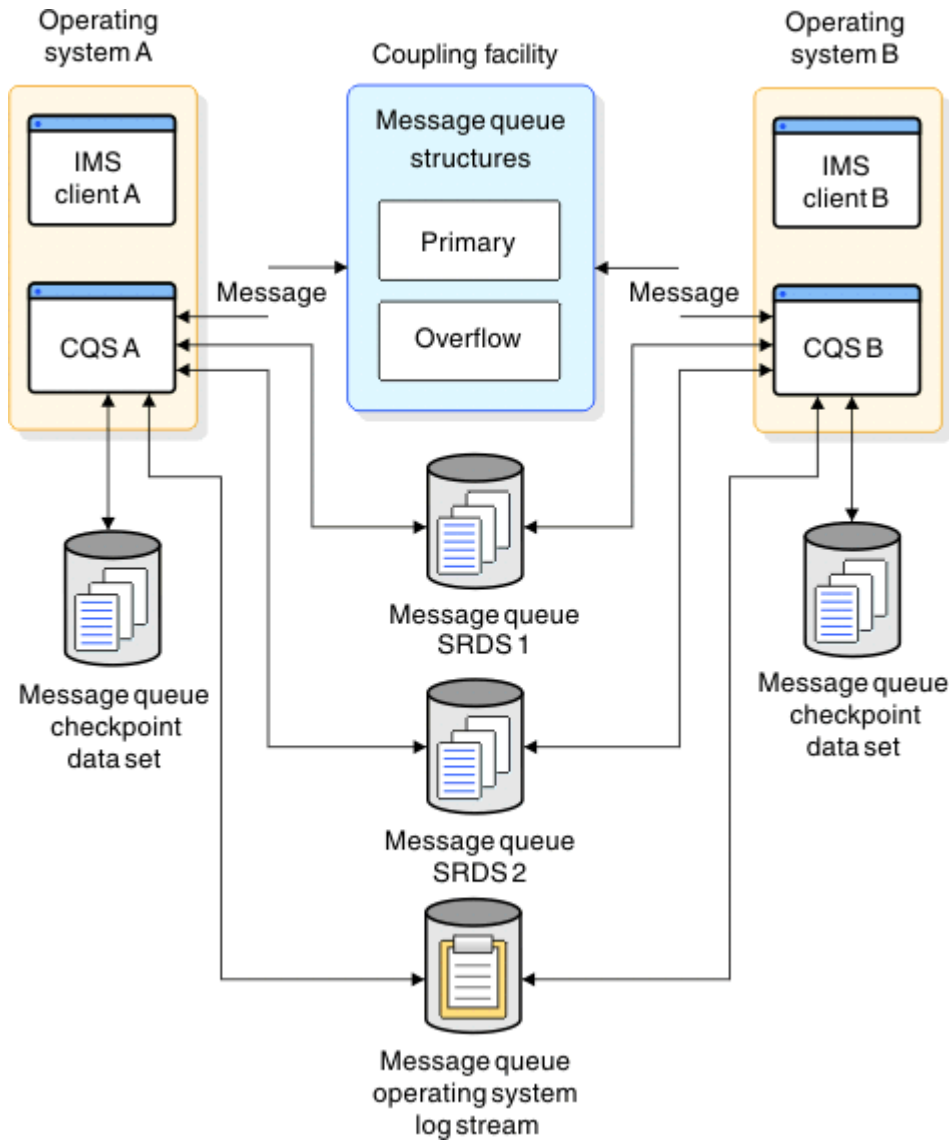 Operating
system A
Coupling facility
Operating
system B
IMS
client A
Message queue
structures
IMS
client B
Primary
Message
Message
CQS A
Overflow
CQS B
Message queue
SRDS 1
Message queue
checkpoint
data set
Message queue
checkpoint
data set
Message queue
SRDS 2
Message queue
operating system
log stream